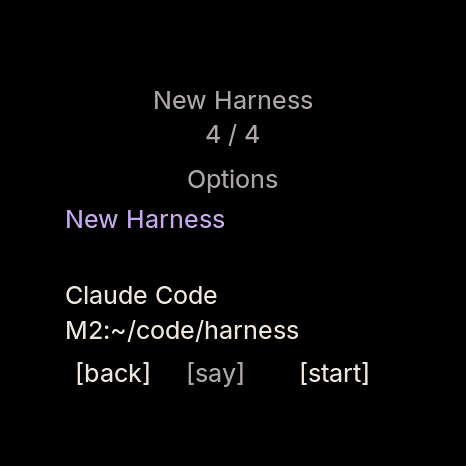 New Harness
4 / 4
Options
New Harness
Claude Code
M2:~/code/harness
[back] [say] [start]